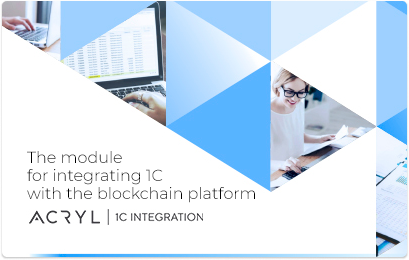 The module
for integrating 1C
with the blockchain platform
ACRYL | 1C INTEGRATION